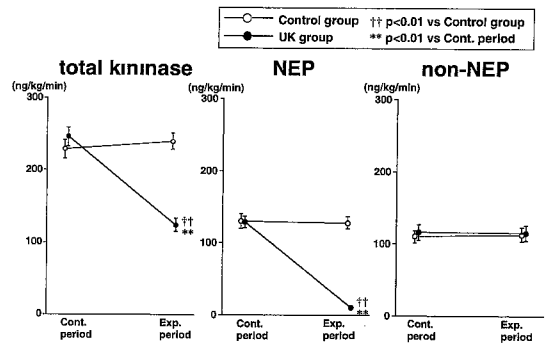 Control group †† p<0.01 vs Control group
UK group ** p<0.01 vs Cont. period
total kininase NEP non-NEP
(ng/kg/min) (ng/kg/min) (ng/kg/min)
300 300 300
200 200 200
100 100 100
††
**
††
**
0 0 0
Cont. Exp. Cont. Exp. Cont. Exp.
period period period period perod period